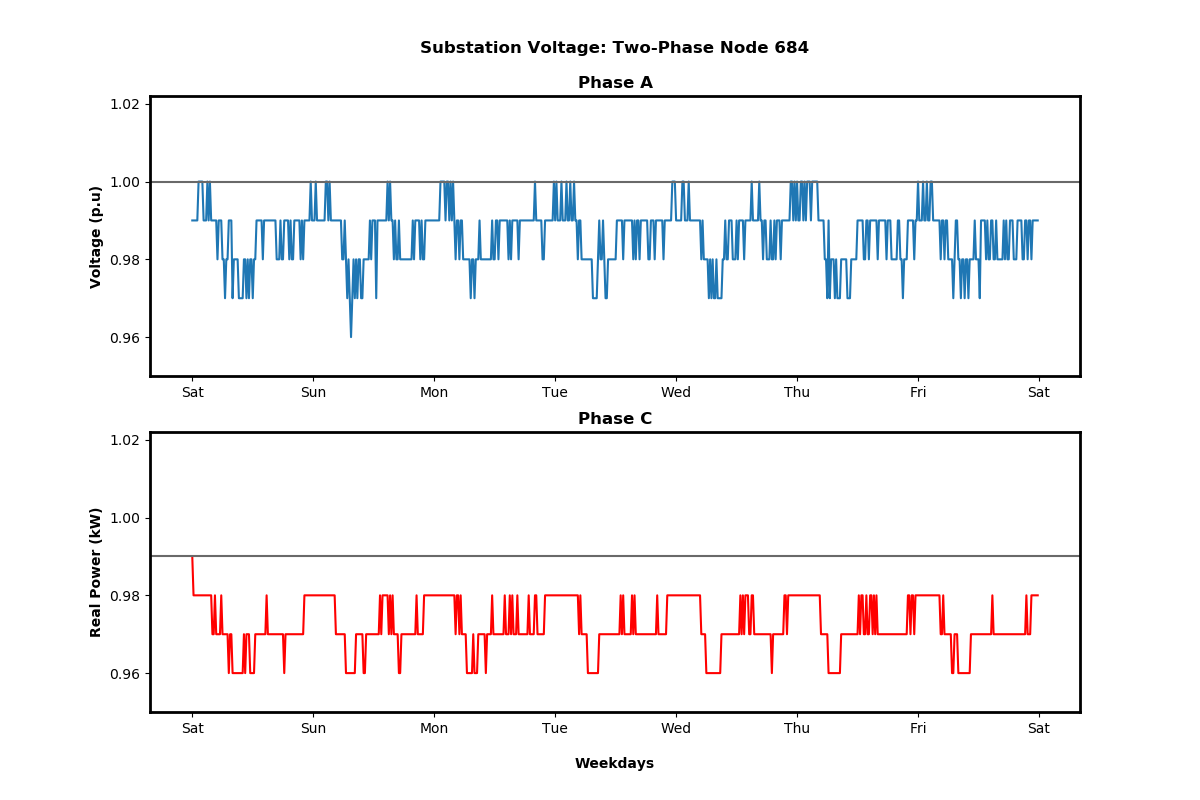 Substation Voltage: Two-Phase Node 684
Phase A
Voltage (p.u)
1.02
1.00
0.98
0.96
Sat Sun Mon Tue Wed Thu Fri Sat
Phase C
Real Power (kW)
1.02
1.00
0.98
0.96
Sat Sun Mon Tue Wed Thu Fri Sat
Weekdays